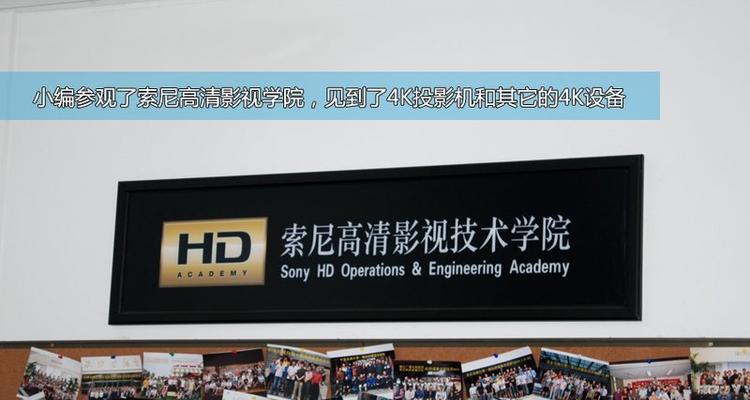 小编参观了索尼高清影视学院，见到了4K投影机和其它的4K设备
HD
ACADEMY
索尼高清影视技术学院
Sony HD Operations & Engineering Academy